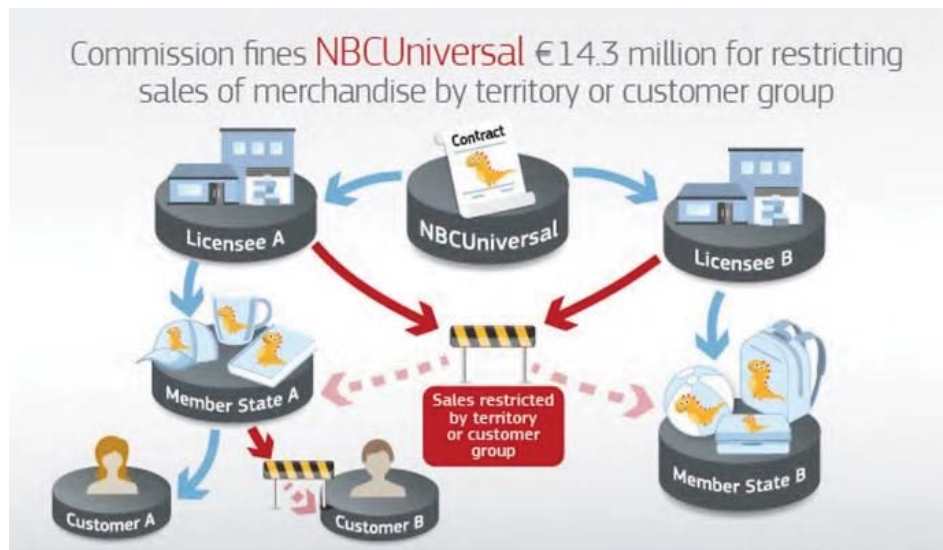 Commission fines NBCUniversal €14.3 million for restricting
sales of merchandise by territory or customer group
Contract
NBCUniversal
Licensee A
Licensee B
Member State A
Sales restricted
by territory
or customer
group
Member State B
Customer A
Customer B